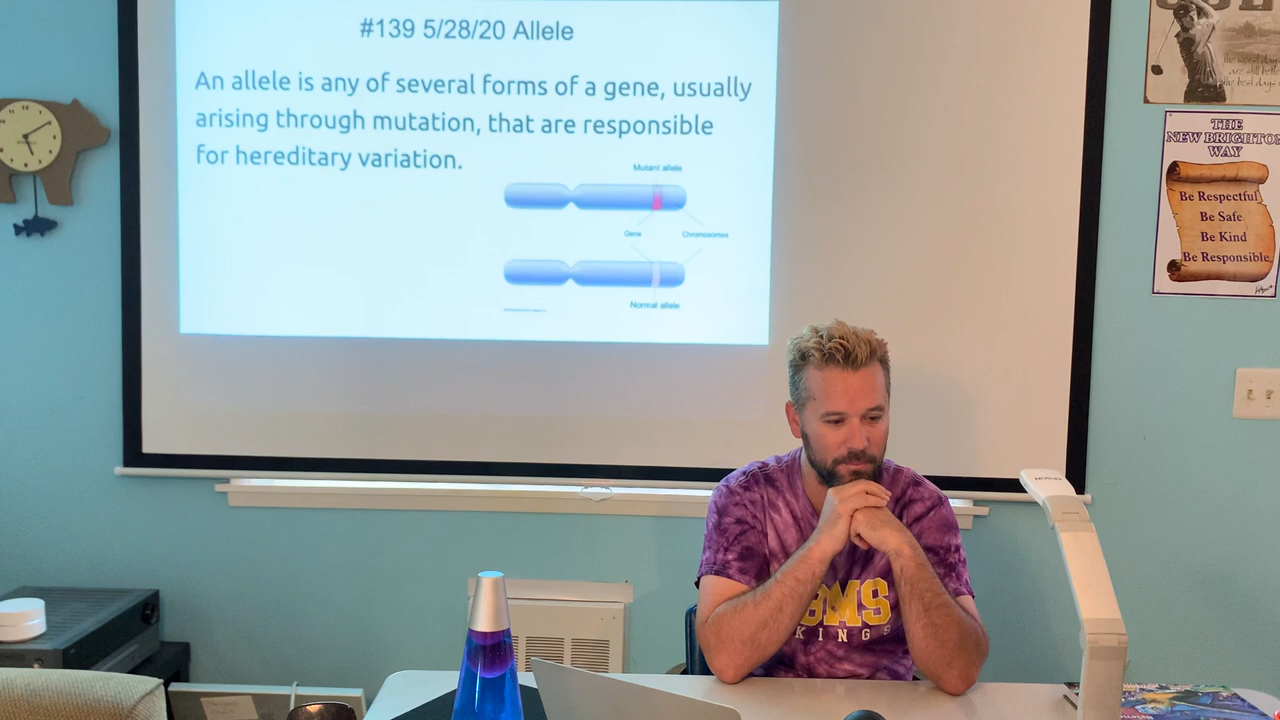 #139 5/28/20 Allele
An allele is any of several forms of a gene, usually
arising through mutation, that are responsible
for hereditary variation.
Mutant allele
Gene
Chromosomes
Normal allele
THE
NEW BRIGHTO
WAY
Be Respectful
Be Safe
Be Kind
Be Responsible
BMS
KINGS